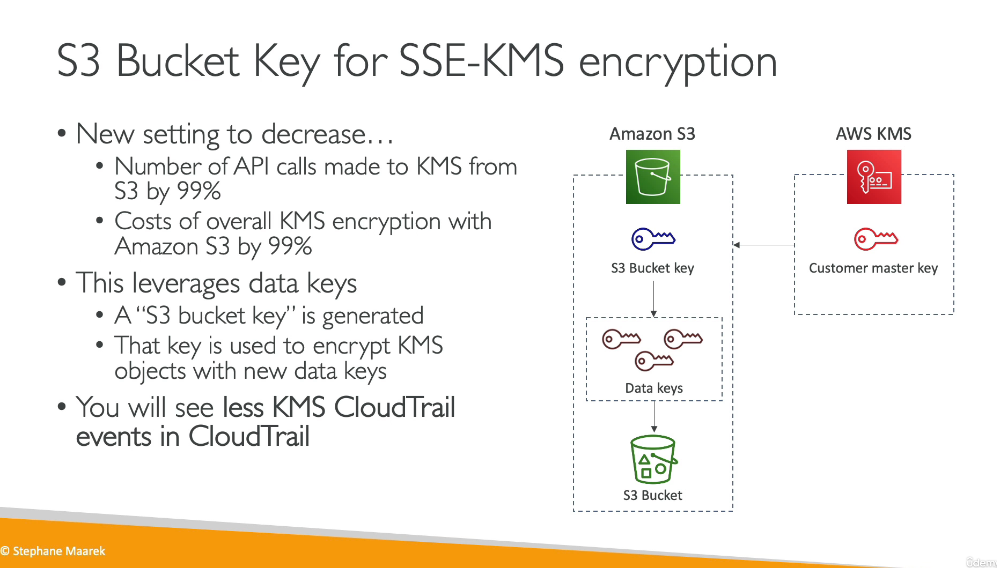 S3 Bucket Key for SSE-KMS encryption
• New setting to decrease…
• Number of API calls made to KMS from
S3 by 99%
• Costs of overall KMS encryption with
Amazon S3 by 99%
• This leverages data keys
• A “S3 bucket key” is generated
• That key is used to encrypt KMS
objects with new data keys
• You will see less KMS CloudTrail
events in CloudTrail
Amazon S3
AWS KMS
S3 Bucket key
Customer master key
Data keys
S3 Bucket
© Stephane Maarek
ûdemy